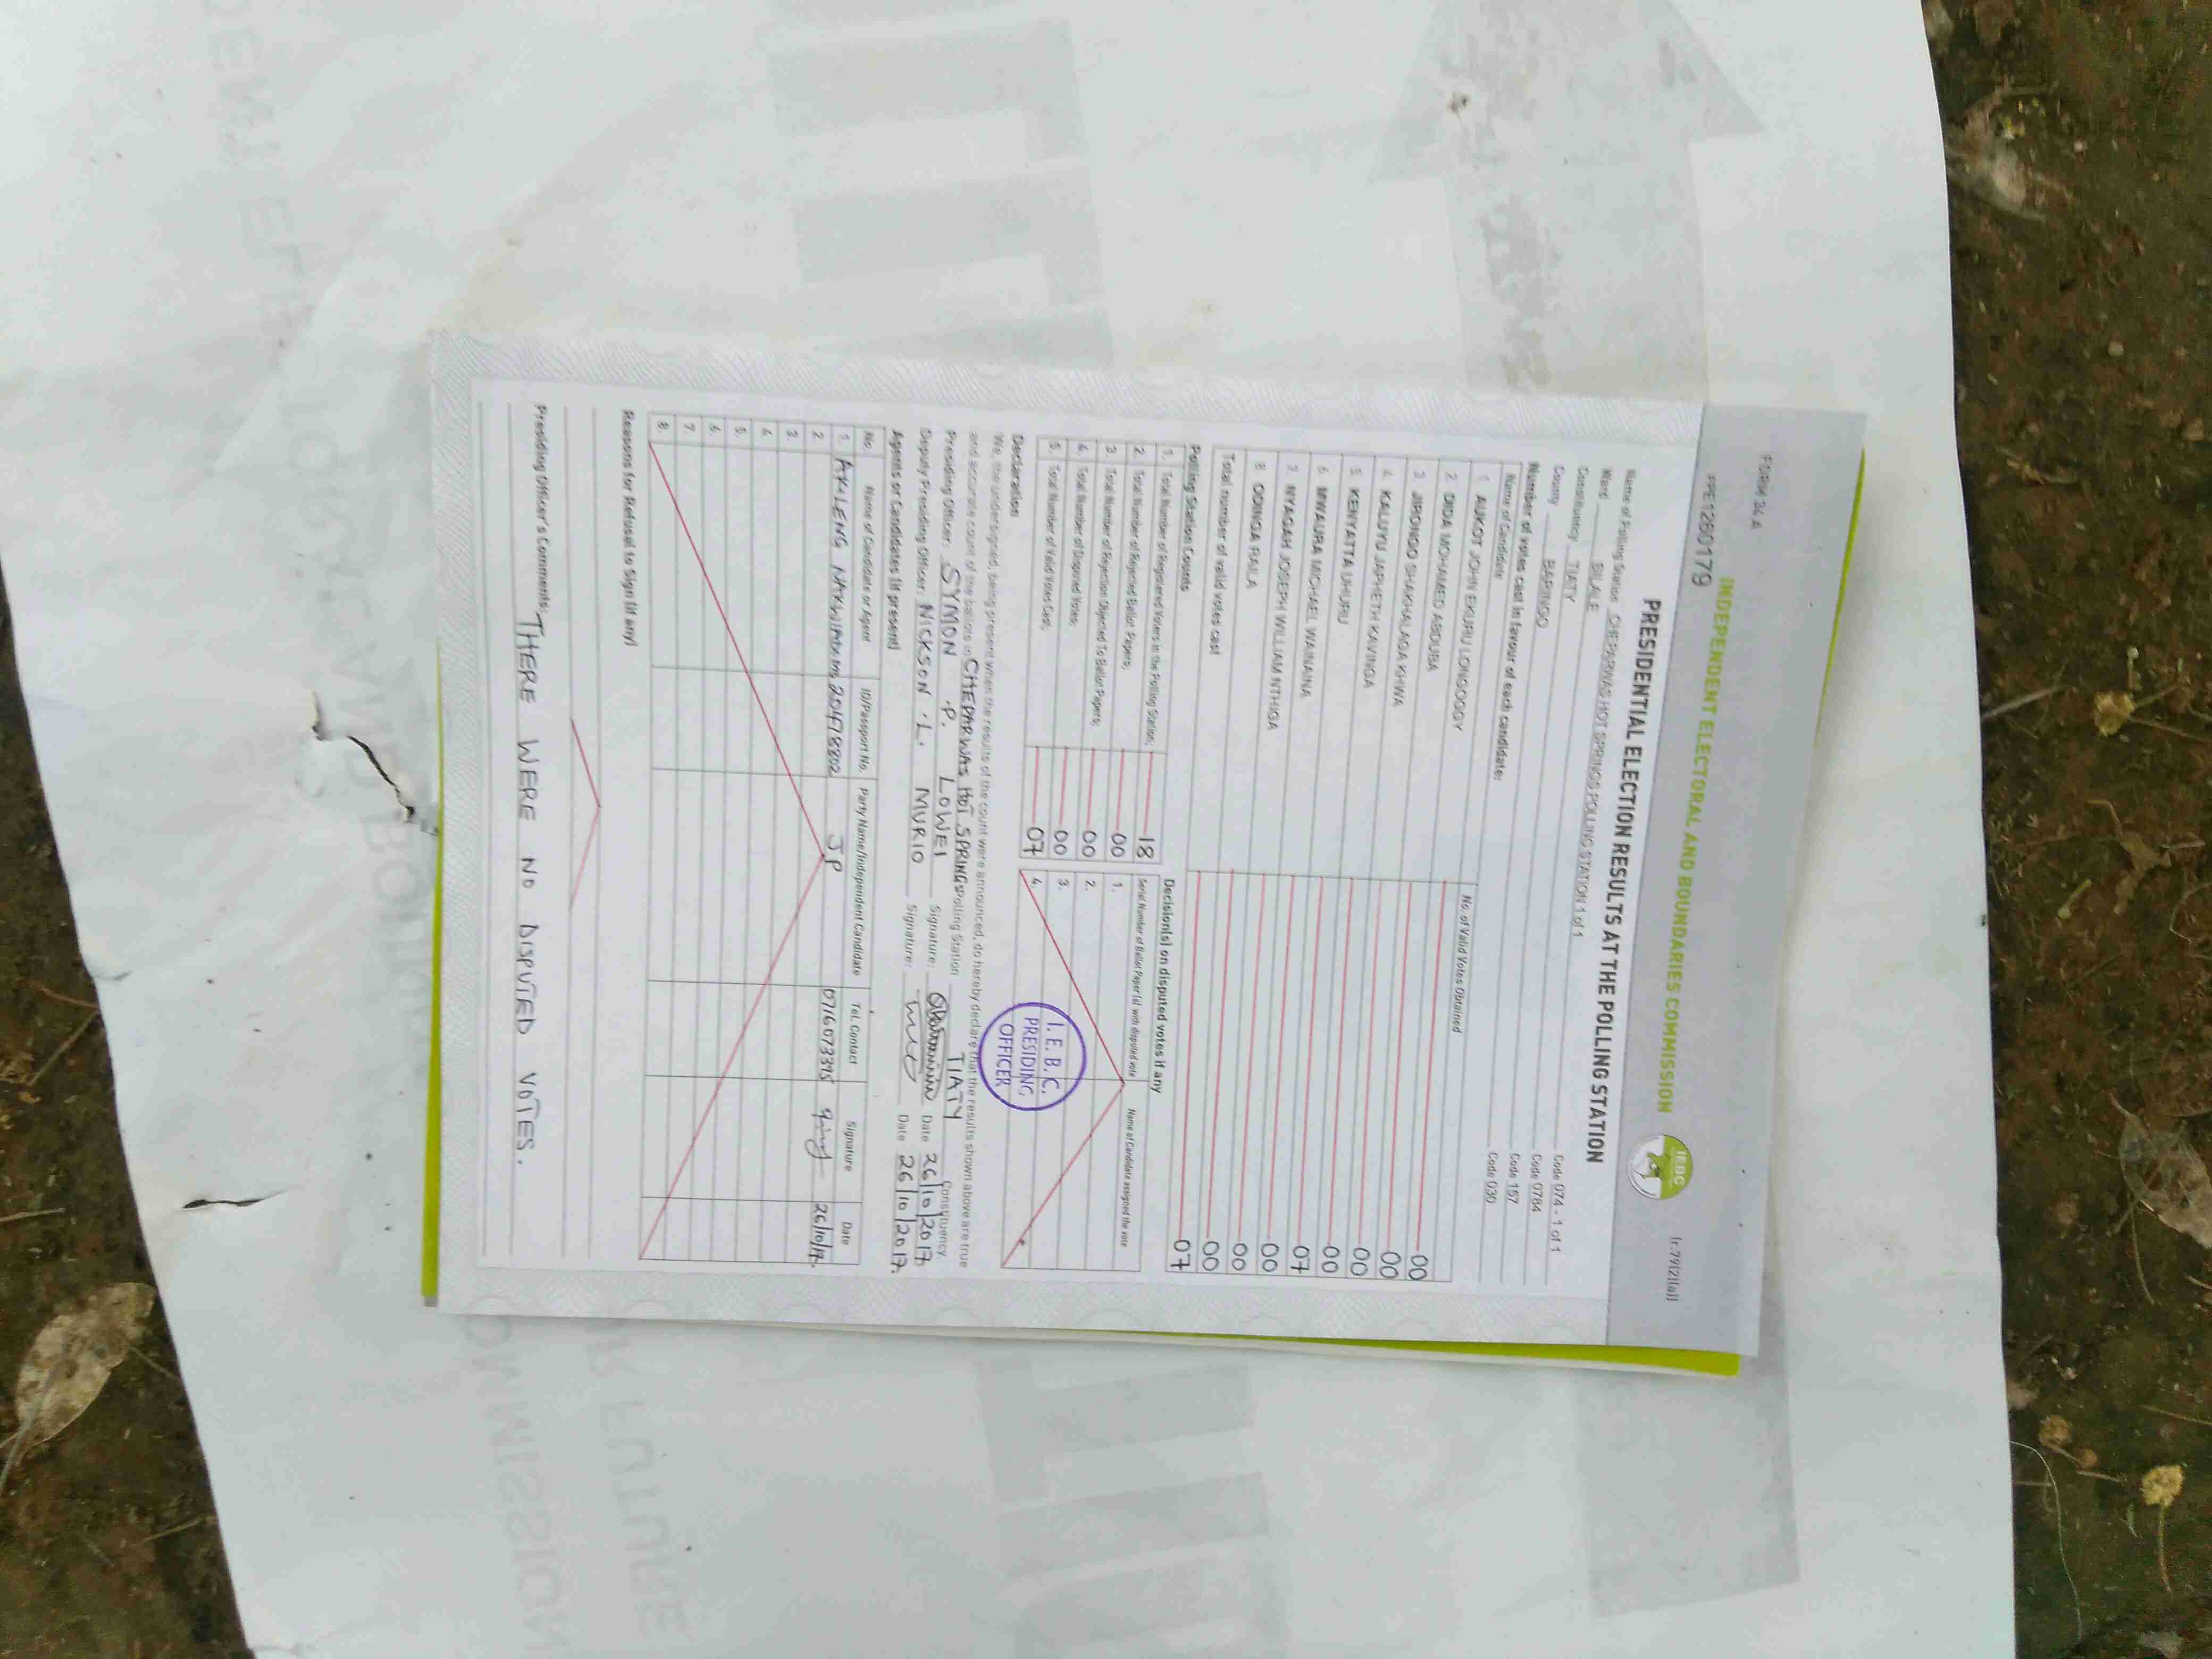 FORM 34 A
(r.79(2)(a))
PPE1260179
INDEPENDENT ELECTORAL AND BOUNDARIES COMMISSION
IEBC
PRESIDENTIAL ELECTION RESULTS AT THE POLLING STATION
Name of Polling Station CHEPARWAS HOT SPRINGS POLLING STATION 1 of 1 Code 074 - 1 of 1
Ward SILALE Code 0784
Constituency TIATY Code 157
County BARINGO Code 030
Number of votes cast in favour of each candidate:
Name of Candidate No. of Valid Votes Obtained
1. AUKOT JOHN EKURU LONGOGGY 00
2. DIDA MOHAMED ABDUBA 00
3. JIRONGO SHAKHALAGA KHWA 00
4. KALUYU JAPHETH KAVINGA 00
5. KENYATTA UHURU 07
6. MWAURA MICHAEL WAINAINA 00
7. NYAGAH JOSEPH WILLIAM NTHIGA 00
8. ODINGA RAILA 00
Total number of valid votes cast 07
Polling Station Counts
1. Total Number of Registered Voters in the Polling Station; 18
2. Total Number of Rejected Ballot Papers; 00
3. Total Number of Rejection Objected To Ballot Papers; 00
4. Total Number of Disputed Votes; 00
5. Total Number of Valid Votes Cast; 07
Decision(s) on disputed votes if any
Serial Number of Ballot Paper (s) with disputed vote Name of Candidate assigned the vote
1.
2.
3.
4.
I.E.B.C.
PRESIDING
OFFICER
Declaration
We, the undersigned, being present when the results of the count were announced, do hereby declare that the results shown above are true
and accurate count of the ballots in CHEPARWAS HOT SPRINGS Polling Station TIATY Constituency
Presiding Officer: SYMON .P. LOWEI Signature: Date 26/10/2017
Deputy Presiding Officer: NICKSON .L. MURIO Signature: Date 26/10/2017.
Agents or Candidates (if present)
No. Name of Candidate or Agent ID/Passport No. Party Name/Independent Candidate Tel. Contact Signature Date
1. JP 0716073395 26/10/17.
2.
3.
4.
5.
6.
7.
8.
Reasons for Refusal to Sign (if any)
Presiding Officer's Comments: THERE WERE NO DISPUTED VOTES.